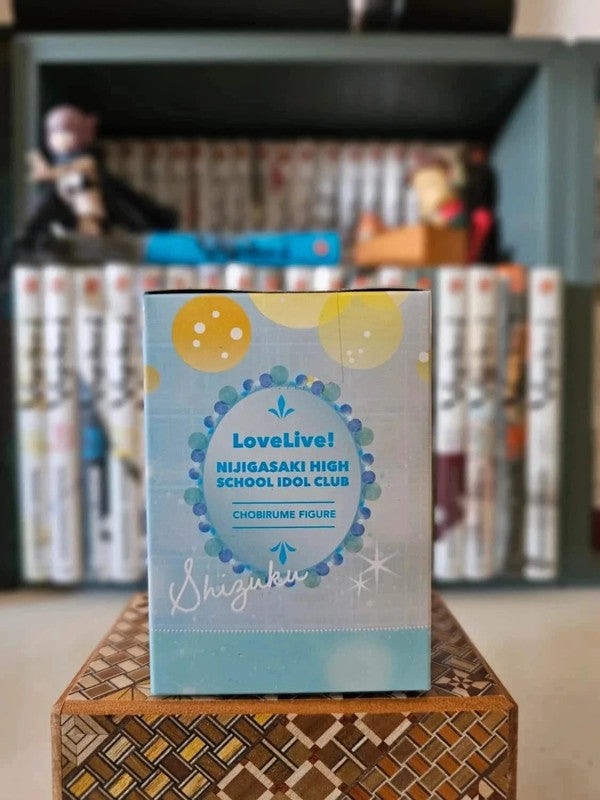 LoveLive!
NIJIGASAKI HIGH
SCHOOL IDOL CLUB
CHOBIRUME FIGURE
Shizuku